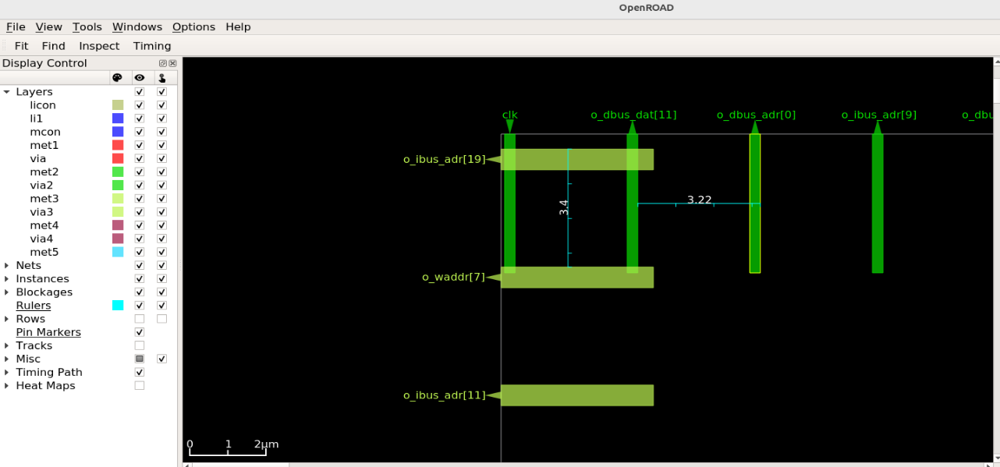 OpenROAD
File View Tools Windows Options Help
Fit Find Inspect Timing
Display Control
Layers
licon
li1
mcon
met1
via
met2
via2
met3
via3
met4
via4
met5
Nets
Instances
Blockages
Rulers
Rows
Pin Markers
Tracks
Misc
Timing Path
Heat Maps
clk o_dbus_dat[11] o_dbus_adr[0] o_ibus_adr[9] o_dbu
o_ibus_adr[19]
3.4
3.22
o_waddr[7]
o_ibus_adr[11]
0 1 2µm